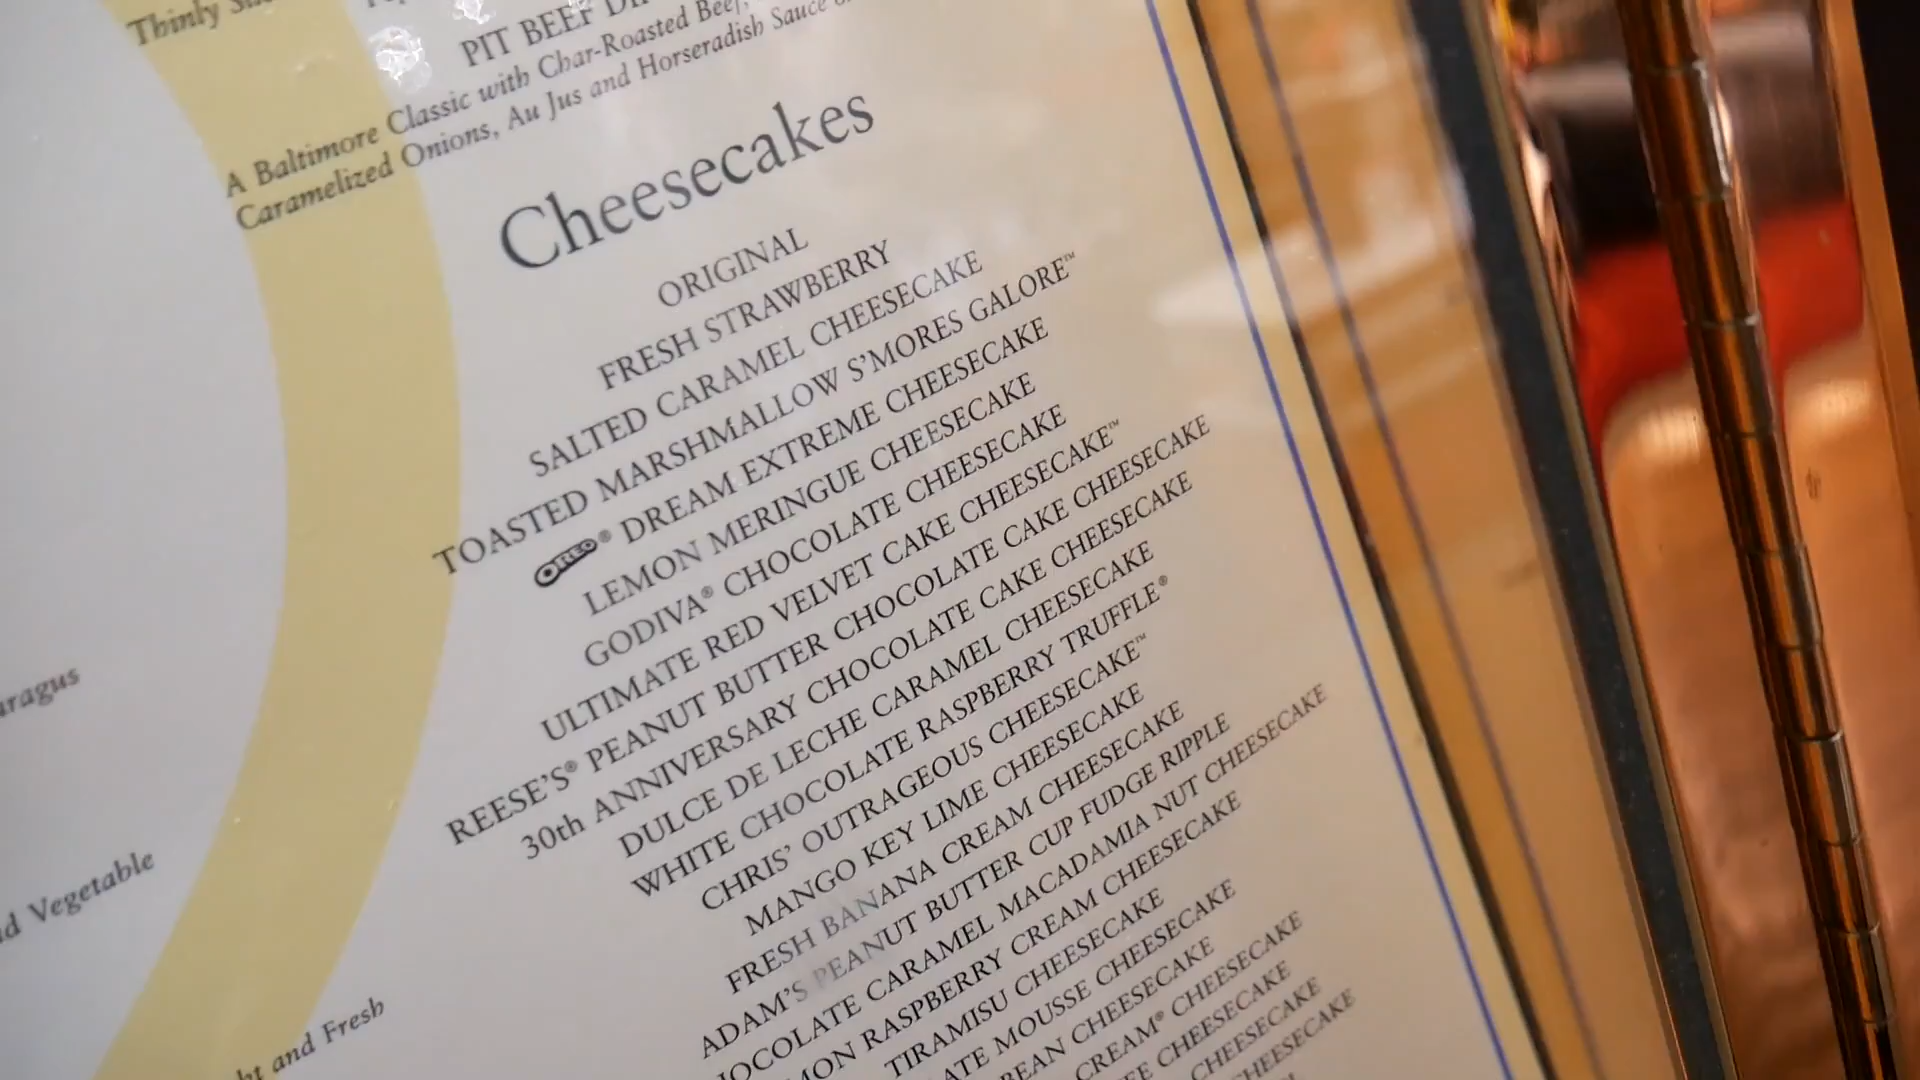 Thinly
PIT BEEF
A Baltimore Classic with Char-Roasted Beef,
Caramelized Onions, Au Jus and Horseradish Sauce
Cheesecakes
ORIGINAL
FRESH STRAWBERRY
SALTED CARAMEL CHEESECAKE
TOASTED MARSHMALLOW S'MORES GALORE™
OREO® DREAM EXTREME CHEESECAKE
LEMON MERINGUE CHEESECAKE
GODIVA® CHOCOLATE CHEESECAKE
ULTIMATE RED VELVET CAKE CHEESECAKE™
REESE'S® PEANUT BUTTER CHOCOLATE CAKE CHEESECAKE
30th ANNIVERSARY CHOCOLATE CAKE CHEESECAKE
DULCE DE LECHE CARAMEL CHEESECAKE
WHITE CHOCOLATE RASPBERRY TRUFFLE®
CHRIS' OUTRAGEOUS CHEESECAKE™
MANGO KEY LIME CHEESECAKE
FRESH BANANA CREAM CHEESECAKE
ADAM'S PEANUT BUTTER CUP FUDGE RIPPLE
OCOLATE CARAMEL MACADAMIA NUT CHEESECAKE
MON RASPBERRY CREAM CHEESECAKE
TIRAMISU CHEESECAKE
ATE MOUSSE CHEESECAKE
EAN CHEESECAKE
CREAM® CHEESECAKE
EE CHEESECAKE
CHEESECAKE
HEESECAKE
aragus
d Vegetable
ht and Fresh